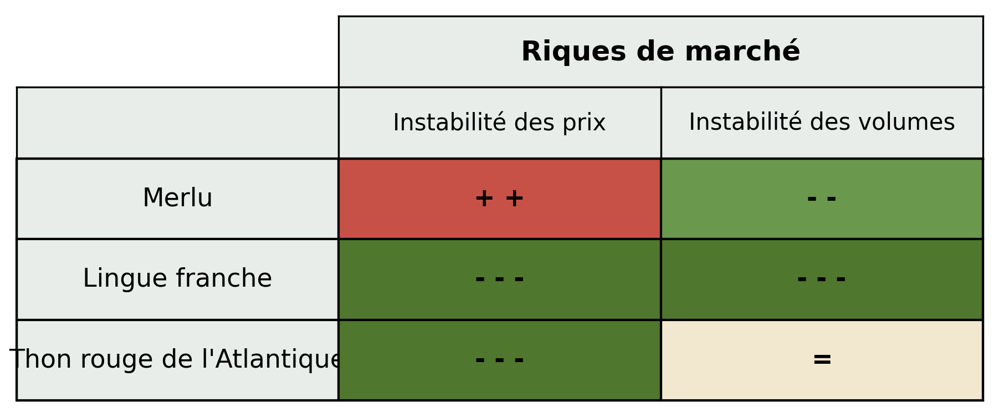 Riques de marché
Instabilité des prix Instabilité des volumes
Merlu + + - -
Lingue franche - - - - - -
Thon rouge de l'Atlantique - - - =